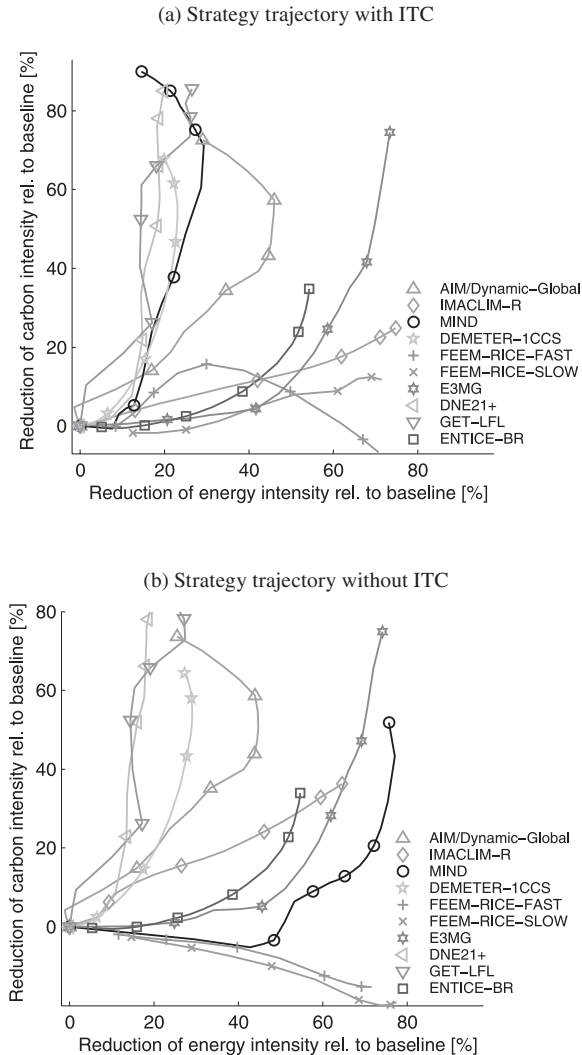 (a) Strategy trajectory with ITC
Reduction of carbon intensity rel. to baseline [%]
80
60
40
20
0
0 20 40 60 80
Reduction of energy intensity rel. to baseline [%]
AIM/Dynamic−Global
IMACLIM−R
MIND
DEMETER−1CCS
FEEM−RICE−FAST
FEEM−RICE−SLOW
E3MG
DNE21+
GET−LFL
ENTICE−BR
(b) Strategy trajectory without ITC
Reduction of carbon intensity rel. to baseline [%]
80
60
40
20
0
0 20 40 60 80
Reduction of energy intensity rel. to baseline [%]
AIM/Dynamic−Global
IMACLIM−R
MIND
DEMETER−1CCS
FEEM−RICE−FAST
FEEM−RICE−SLOW
E3MG
DNE21+
GET−LFL
ENTICE−BR